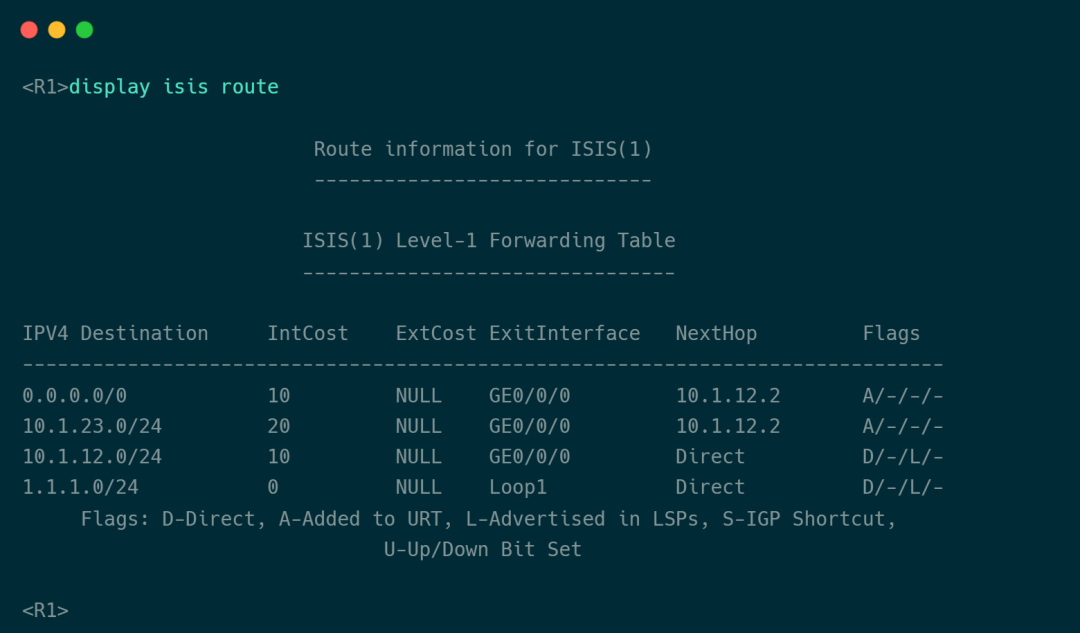 <R1>display isis route
Route information for ISIS(1)
-----------------------------
ISIS(1) Level-1 Forwarding Table
--------------------------------
IPV4 Destination     IntCost    ExtCost ExitInterface   NextHop         Flags
-------------------------------------------------------------------------------
0.0.0.0/0            10         NULL    GE0/0/0         10.1.12.2       A/-/-/-
10.1.23.0/24         20         NULL    GE0/0/0         10.1.12.2       A/-/-/-
10.1.12.0/24         10         NULL    GE0/0/0         Direct          D/-/L/-
1.1.1.0/24           0          NULL    Loop1           Direct          D/-/L/-
Flags: D-Direct, A-Added to URT, L-Advertised in LSPs, S-IGP Shortcut,
U-Up/Down Bit Set
<R1>